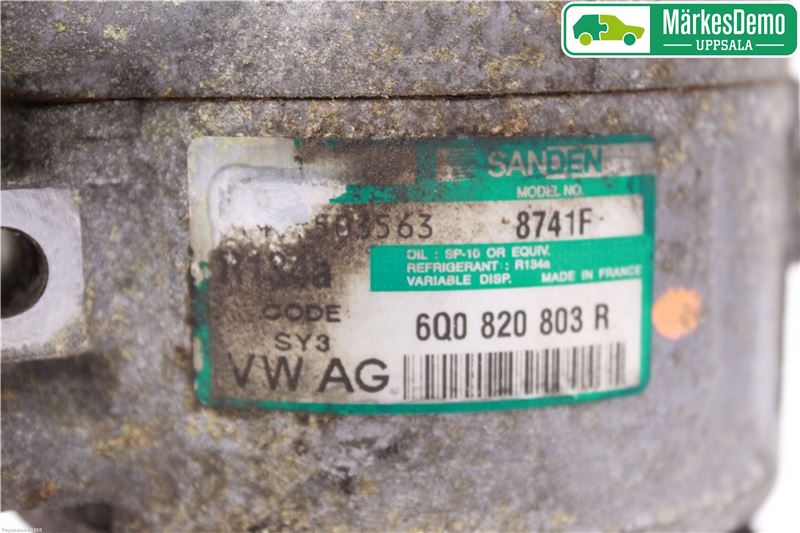 MärkesDemo
UPPSALA
SANDEN
MODEL NO.
503563 8741F
OIL : SP-10 OR EQUIV.
REFRIGERANT : R134a
VARIABLE DISP. MADE IN FRANCE
R134a
CODE
SY3
6Q0 820 803 R
VW AG